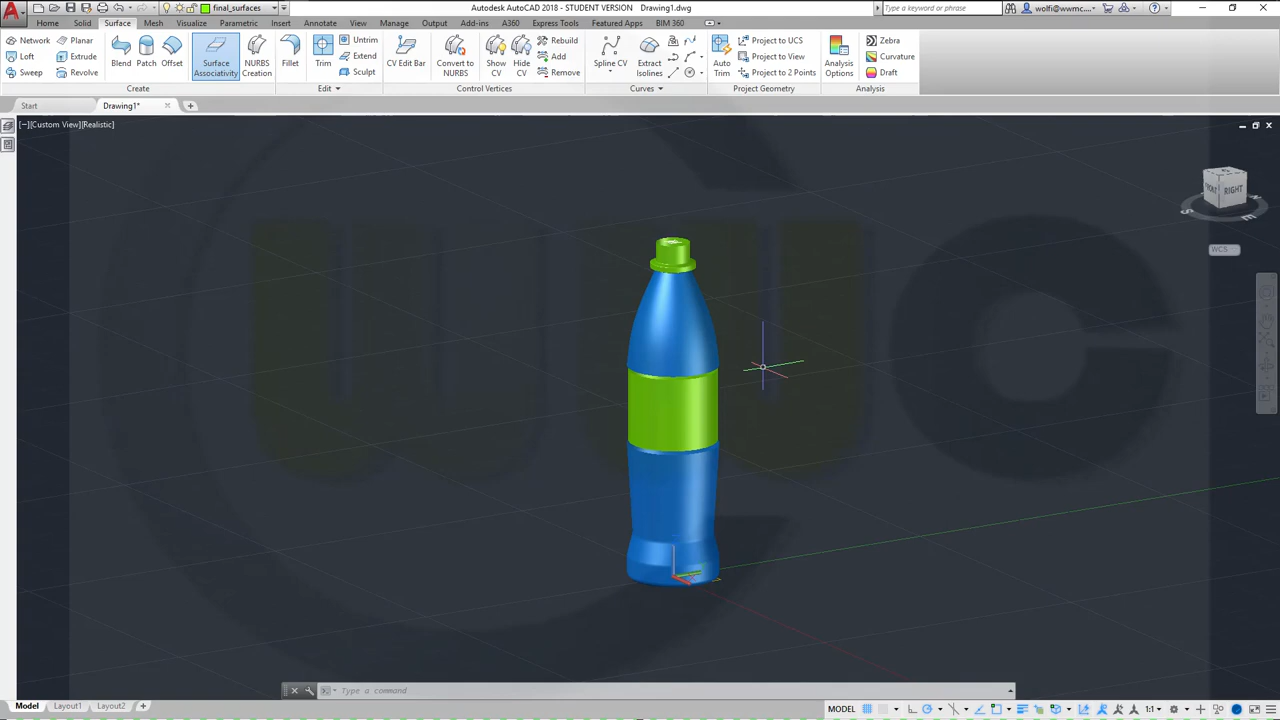 final_surfaces
Autodesk AutoCAD 2018 - STUDENT VERSION Drawing1.dwg
Type a keyword or phrase
wolfi@wwmc...
Home Solid Surface Mesh Visualize Parametric Insert Annotate View Manage Output Add-ins A360 Express Tools Featured Apps BIM 360
Network Planar
Loft Extrude
Sweep Revolve
Blend Patch Offset
Surface
Associativity
NURBS
Creation
Fillet
Trim
Untrim
Extend
Sculpt
CV Edit Bar
Convert to
NURBS
Show
CV
Hide
CV
Rebuild
Add
Remove
Spline CV
Extract
Isolines
Auto
Trim
Project to UCS
Project to View
Project to 2 Points
Analysis
Options
Zebra
Curvature
Draft
Create Edit Control Vertices Curves Project Geometry Analysis
Start Drawing1*
[−][Custom View][Realistic]
FRONT RIGHT
S E
WCS
Type a command
Model Layout1 Layout2
MODEL 1:1